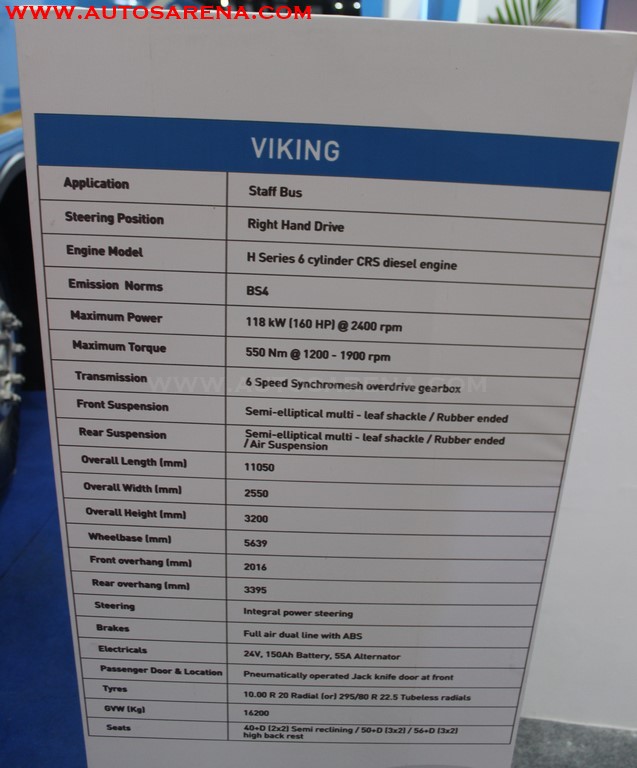 WWW.AUTOSARENA.COM
VIKING
Application Staff Bus
Steering Position Right Hand Drive
Engine Model H Series 6 cylinder CRS diesel engine
Emission Norms BS4
Maximum Power 118 kW (160 HP) @ 2400 rpm
Maximum Torque 550 Nm @ 1200 - 1900 rpm
WWW.AUTOSARENA.COM
Transmission 6 Speed Synchromesh overdrive gearbox
Front Suspension Semi-elliptical multi - leaf shackle / Rubber ended
Rear Suspension Semi-elliptical multi - leaf shackle / Rubber ended
/ Air Suspension
Overall Length (mm) 11050
Overall Width (mm) 2550
Overall Height (mm) 3200
Wheelbase (mm) 5639
Front overhang (mm) 2016
Rear overhang (mm) 3395
Steering Integral power steering
Brakes Full air dual line with ABS
Electricals 24V, 150Ah Battery, 55A Alternator
Passenger Door & Location Pneumatically operated Jack knife door at front
Tyres 10.00 R 20 Radial (or) 295/80 R 22.5 Tubeless radials
GVW (Kg) 16200
Seats 40+D (2x2) Semi reclining / 50+D (3x2) / 56+D (3x2)
high back rest